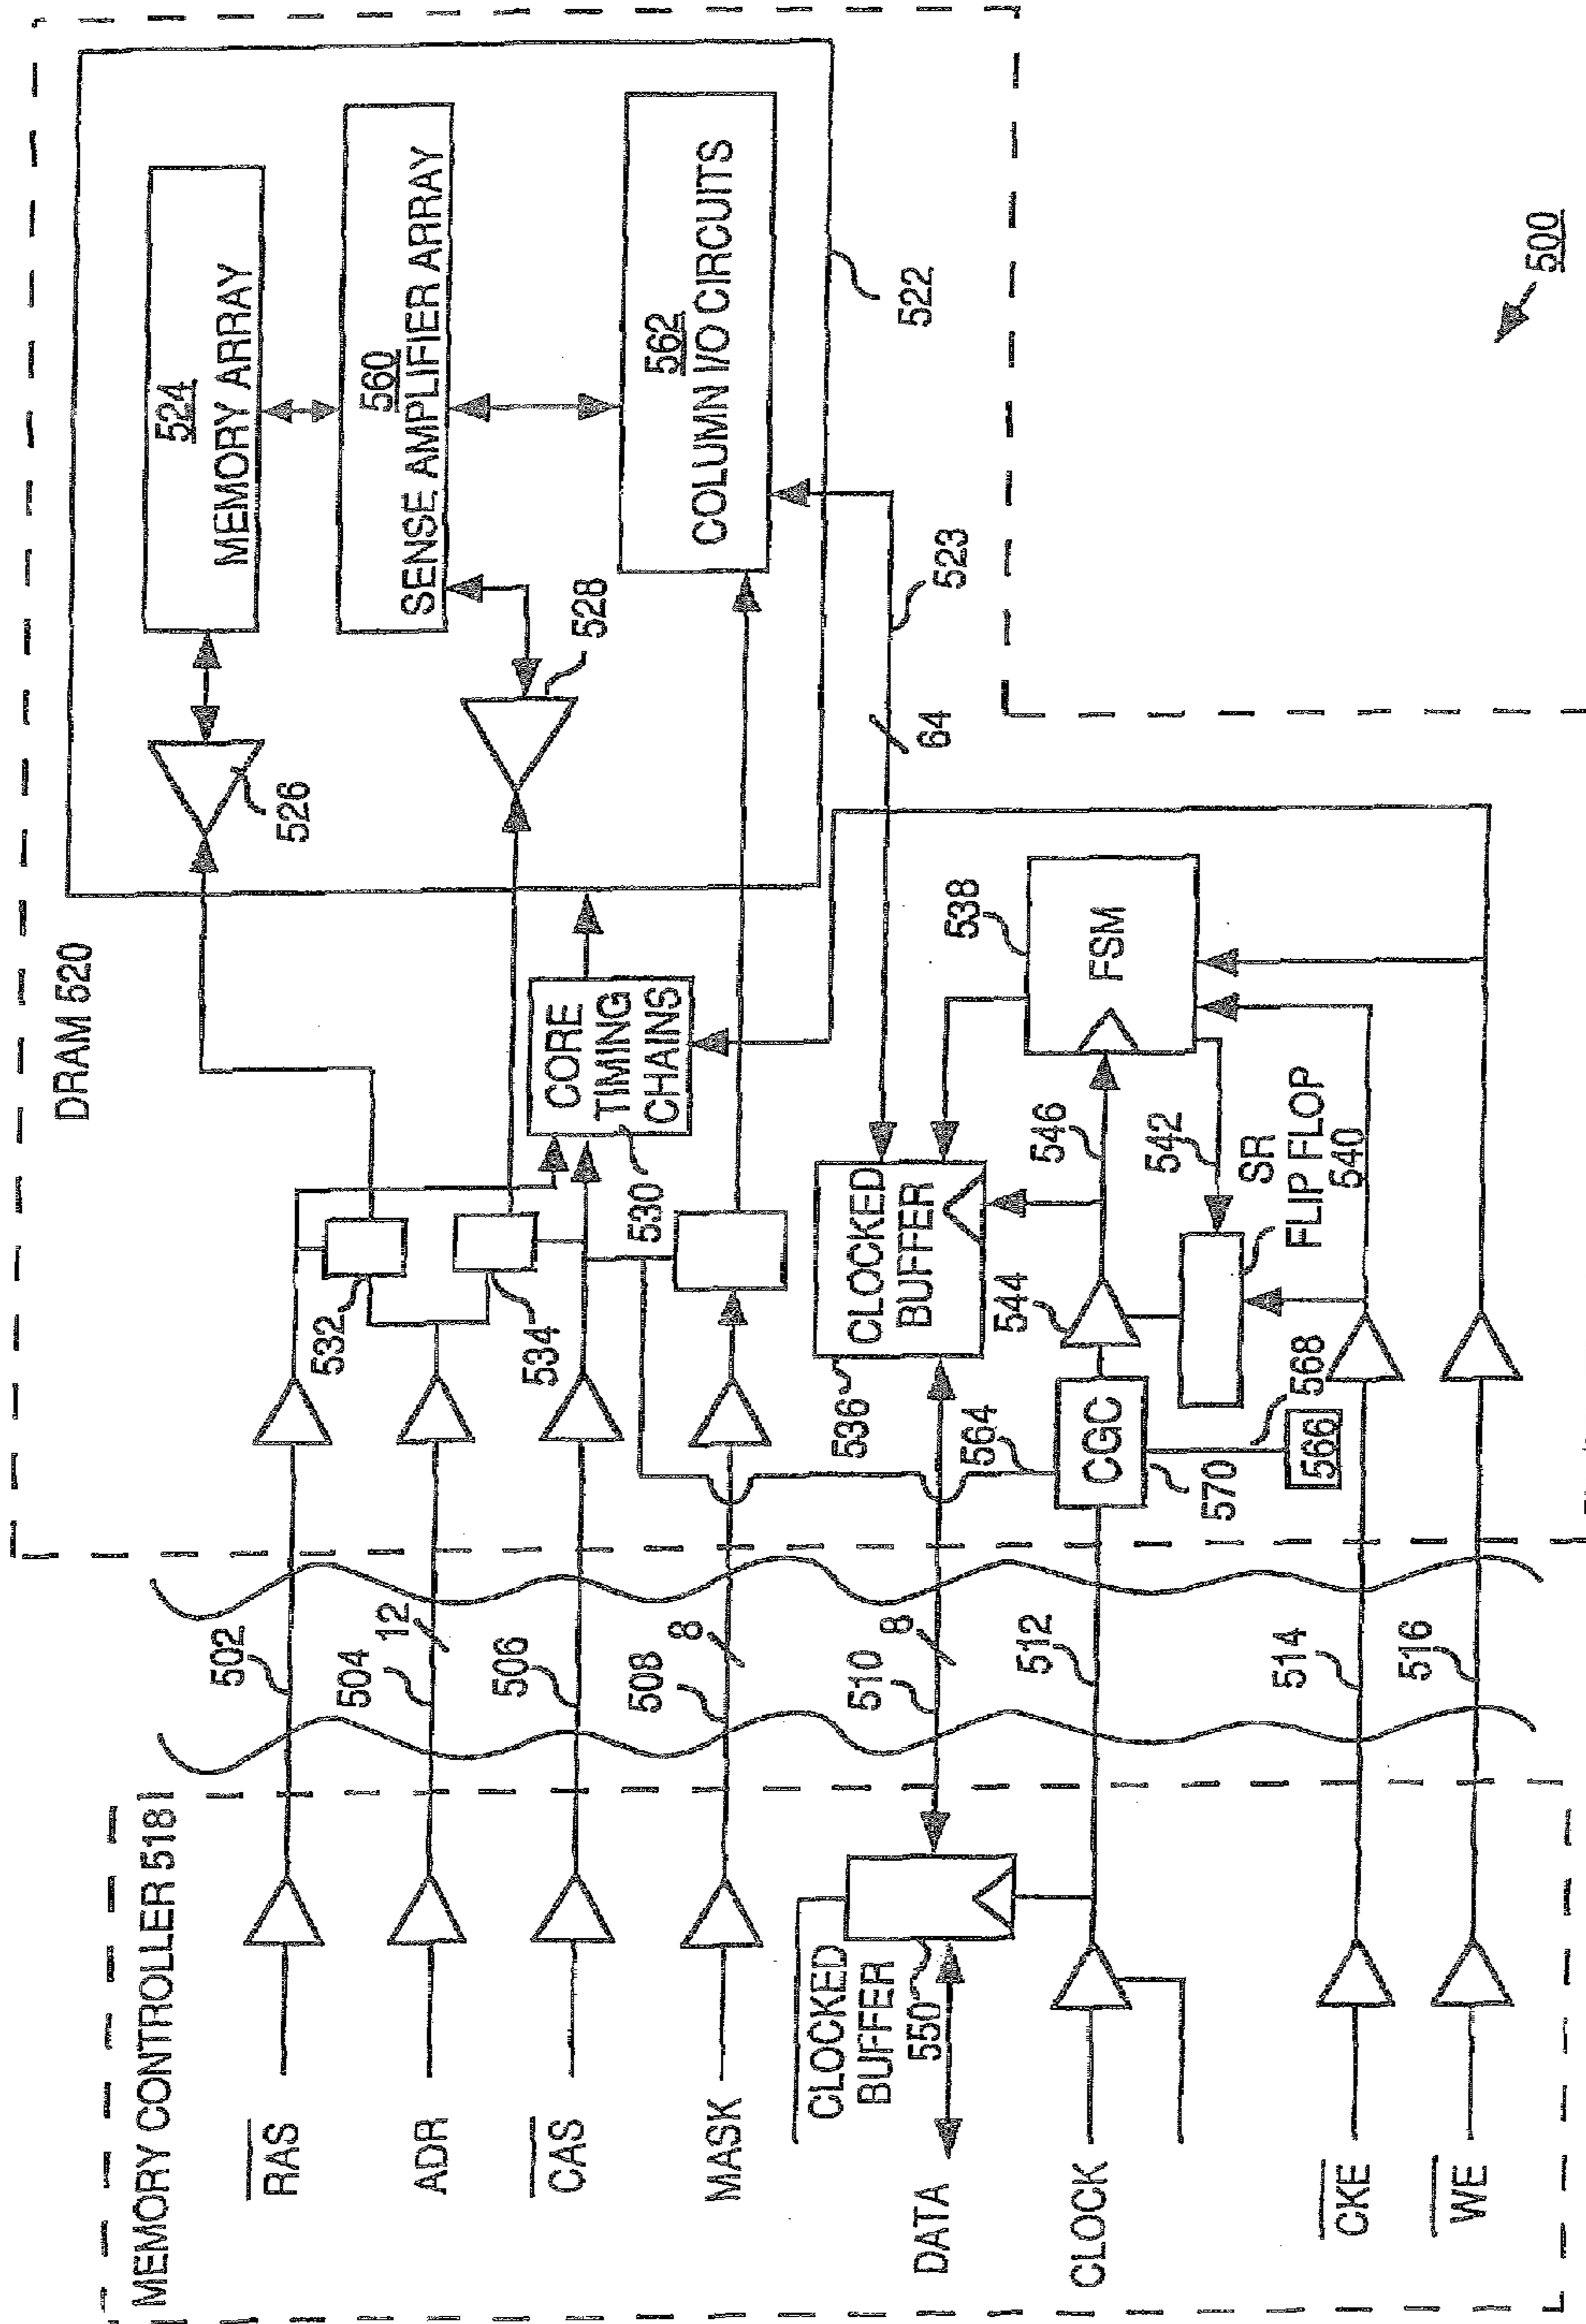 MEMORY CONTROLLER 518
DRAM 520
RAS
ADR
CAS
MASK
DATA
CLOCK
CKE
WE
CLOCKED
BUFFER
550
502
504
12
506
508
8
510
8
512
514
516
532
534
530
CORE
TIMING
CHAINS
536
CLOCKED
BUFFER
564
CGC
570
544
546
542
568
566
SR
FLIP FLOP
540
538
FSM
526
528
524
MEMORY ARRAY
560
SENSE AMPLIFIER ARRAY
562
COLUMN I/O CIRCUITS
522
523
64
500